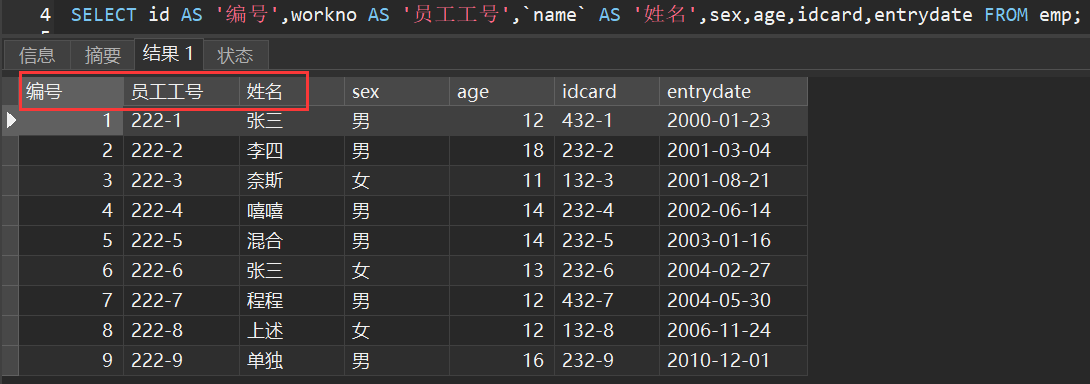 4 SELECT id AS '编号',workno AS '员工工号',`name` AS '姓名',sex,age,idcard,entrydate FROM emp;
信息 摘要 结果 1 状态
编号 员工工号 姓名 sex age idcard entrydate
1 222-1 张三 男 12 432-1 2000-01-23
2 222-2 李四 男 18 232-2 2001-03-04
3 222-3 奈斯 女 11 132-3 2001-08-21
4 222-4 嘻嘻 男 14 232-4 2002-06-14
5 222-5 混合 男 14 232-5 2003-01-16
6 222-6 张三 女 13 232-6 2004-02-27
7 222-7 程程 男 12 432-7 2004-05-30
8 222-8 上述 女 12 132-8 2006-11-24
9 222-9 单独 男 16 232-9 2010-12-01